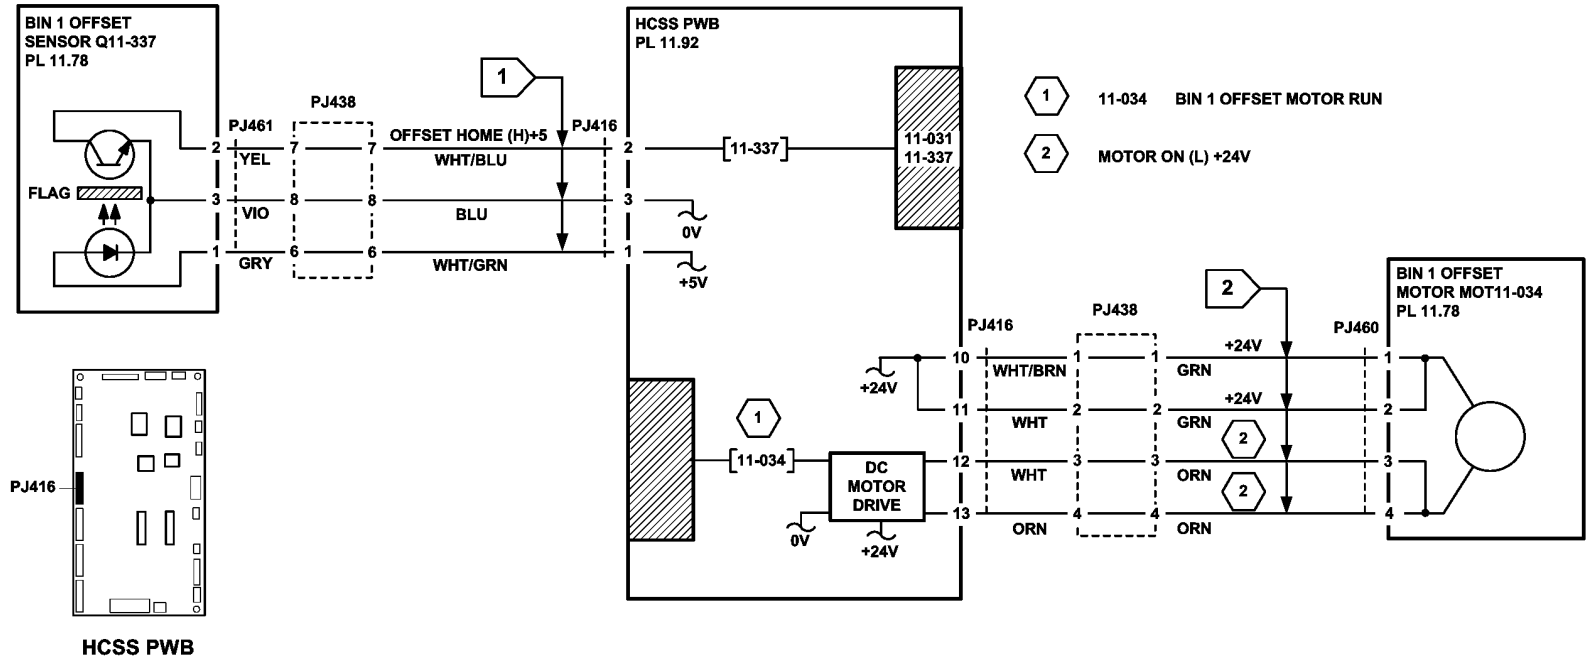 BIN 1 OFFSET
SENSOR Q11-337
PL 11.78
FLAG
2
3
1
PJ461
YEL
VIO
GRY
PJ438
7
7
8
8
6
6
1
OFFSET HOME (H)+5
WHT/BLU
BLU
WHT/GRN
PJ416
2
3
1
HCSS PWB
PL 11.92
11-337
11-031
11-337
0V
+5V
1
11-034 BIN 1 OFFSET MOTOR RUN
2
MOTOR ON (L) +24V
+24V
1
11-034
DC
MOTOR
DRIVE
0V
+24V
10
11
12
13
PJ416
WHT/BRN
WHT
WHT
ORN
PJ438
1
1
2
2
3
3
4
4
2
+24V
GRN
+24V
GRN
2
ORN
2
ORN
PJ460
1
2
3
4
BIN 1 OFFSET
MOTOR MOT11-034
PL 11.78
PJ416
HCSS PWB